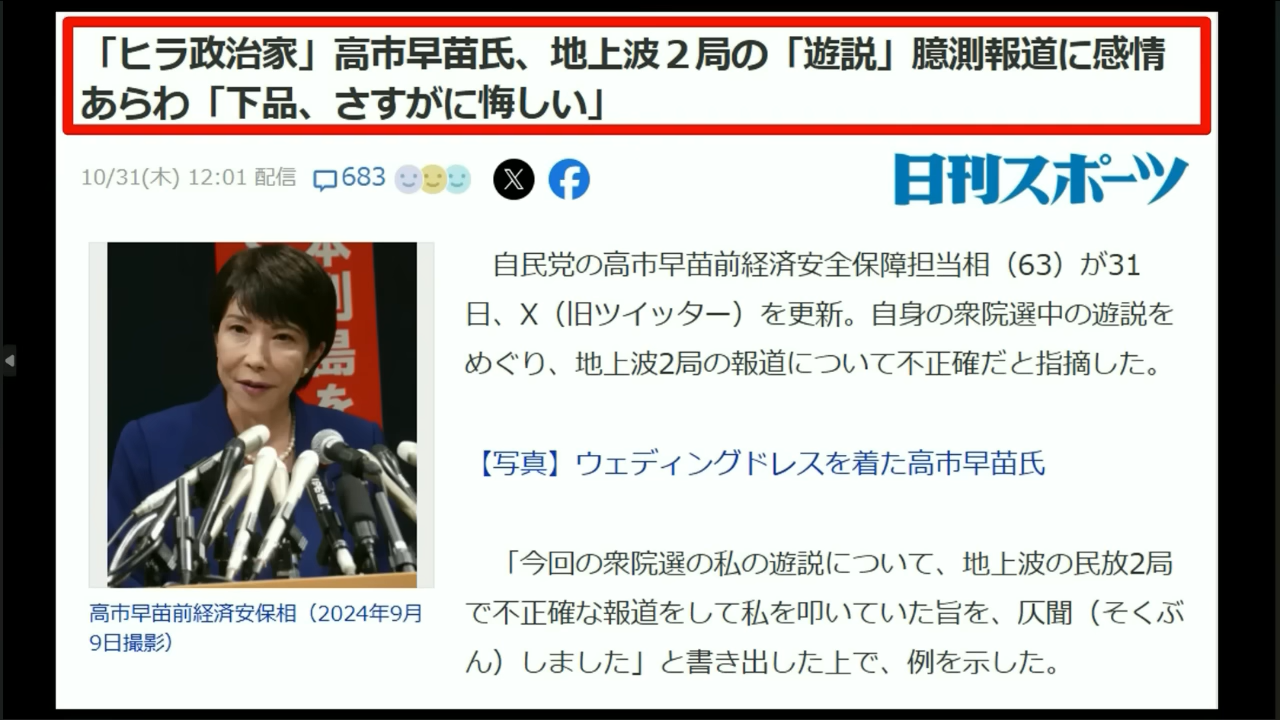 「ヒラ政治家」高市早苗氏、地上波２局の「遊説」臆測報道に感情
あらわ「下品、さすがに悔しい」
10/31(木) 12:01 配信
683
日刊スポーツ
自民党の高市早苗前経済安全保障担当相（63）が31
日、X（旧ツイッター）を更新。自身の衆院選中の遊説を
めぐり、地上波2局の報道について不正確だと指摘した。
【写真】ウェディングドレスを着た高市早苗氏
「今回の衆院選の私の遊説について、地上波の民放2局
で不正確な報道をして私を叩いていた旨を、仄聞（そくぶ
ん）しました」と書き出した上で、例を示した。
本列島を
高市早苗前経済安保相（2024年9月
9日撮影）